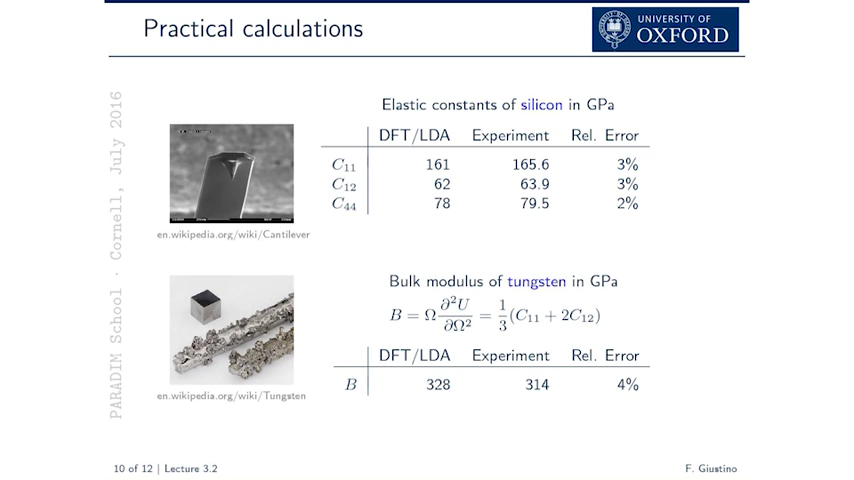 Practical calculations
UNIVERSITY OF
OXFORD
PARADIM School · Cornell, July 2016
Elastic constants of silicon in GPa
DFT/LDA Experiment Rel. Error
C₁₁ 161 165.6 3%
C₁₂ 62 63.9 3%
C₄₄ 78 79.5 2%
en.wikipedia.org/wiki/Cantilever
Bulk modulus of tungsten in GPa
B = Ω ∂²U/∂Ω² = 1/3 (C₁₁ + 2C₁₂)
DFT/LDA Experiment Rel. Error
B 328 314 4%
en.wikipedia.org/wiki/Tungsten
10 of 12 | Lecture 3.2
F. Giustino